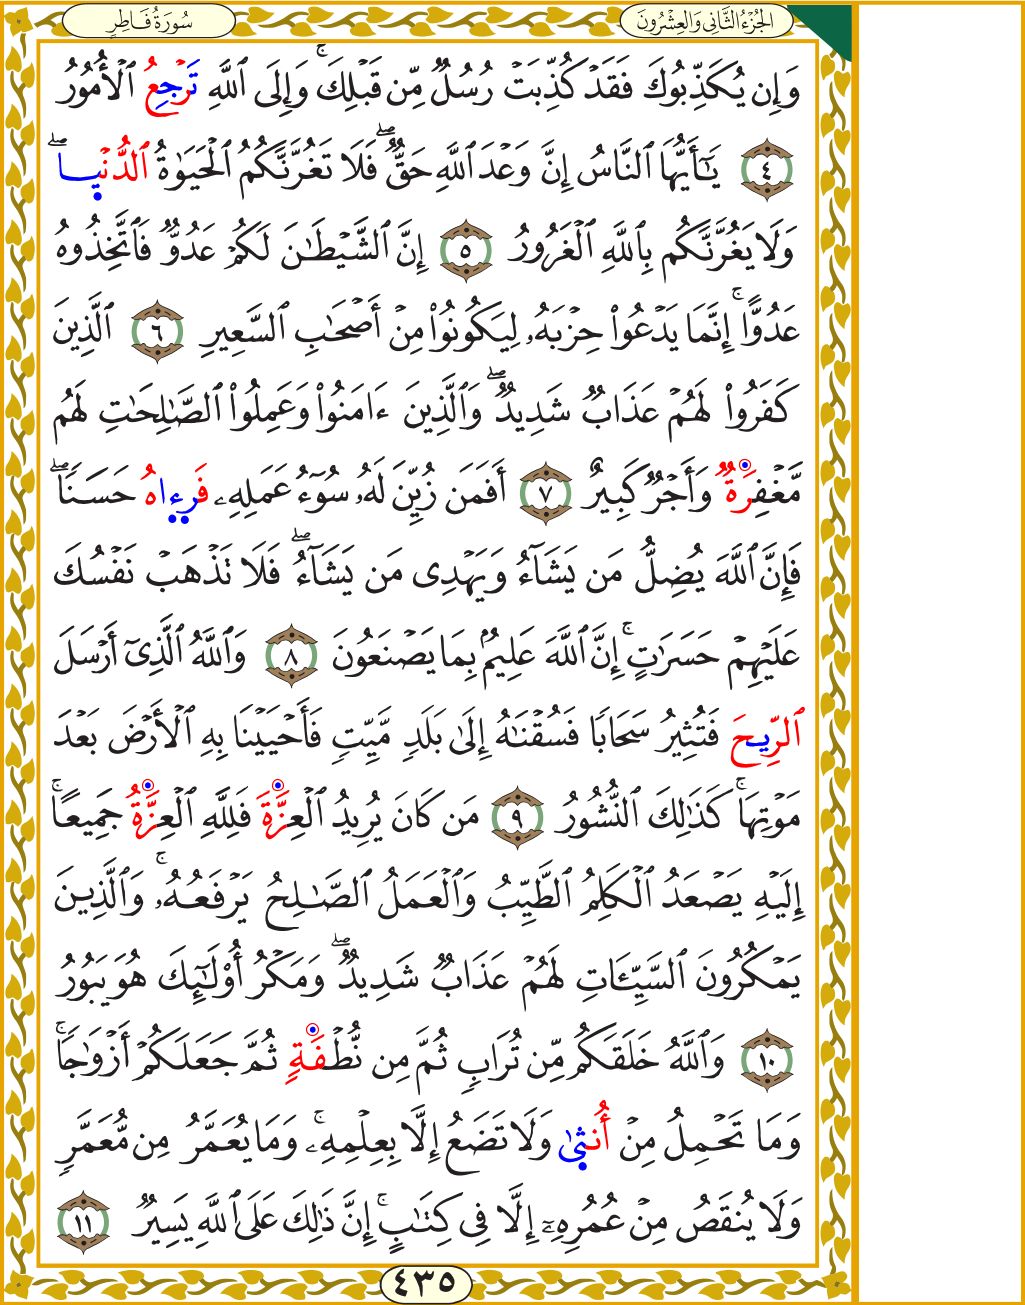 سُورَةُ فَاطِرٍ
الجُزْءُ الثَّانِي وَالعِشْرُونَ
وَإِن يُكَذِّبُوكَ فَقَدۡ كُذِّبَتۡ رُسُلٞ مِّن قَبۡلِكَۚ وَإِلَى ٱللَّهِ تَرۡجِعُ ٱلۡأُمُورُ
٤ يَٰٓأَيُّهَا ٱلنَّاسُ إِنَّ وَعۡدَ ٱللَّهِ حَقّٞۖ فَلَا تَغُرَّنَّكُمُ ٱلۡحَيَوٰةُ ٱلدُّنۡيٜاۖ
وَلَا يَغُرَّنَّكُم بِٱللَّهِ ٱلۡغَرُورُ ٥ إِنَّ ٱلشَّيۡطَٰنَ لَكُمۡ عَدُوّٞ فَٱتَّخِذُوهُ
عَدُوًّاۚ إِنَّمَا يَدۡعُواْ حِزۡبَهُۥ لِيَكُونُواْ مِنۡ أَصۡحَٰبِ ٱلسَّعِيرِ ٦ ٱلَّذِينَ
كَفَرُواْ لَهُمۡ عَذَابٞ شَدِيدٞۖ وَٱلَّذِينَ ءَامَنُواْ وَعَمِلُواْ ٱلصَّٰلِحَٰتِ لَهُم
مَّغۡفِرَةٞ وَأَجۡرٞ كَبِيرٌ ٧ أَفَمَن زُيِّنَ لَهُۥ سُوٓءُ عَمَلِهِۦ فَرٜءٜاهُ حَسَنٗاۖ
فَإِنَّ ٱللَّهَ يُضِلُّ مَن يَشَآءُ وَيَهۡدِي مَن يَشَآءُۖ فَلَا تَذۡهَبۡ نَفۡسُكَ
عَلَيۡهِمۡ حَسَرَٰتٍۚ إِنَّ ٱللَّهَ عَلِيمُۢ بِمَا يَصۡنَعُونَ ٨ وَٱللَّهُ ٱلَّذِيٓ أَرۡسَلَ
ٱلرِّيحَ فَتُثِيرُ سَحَابٗا فَسُقۡنَٰهُ إِلَىٰ بَلَدٖ مَّيِّتٖ فَأَحۡيَيۡنَا بِهِ ٱلۡأَرۡضَ بَعۡدَ
مَوۡتِهَاۚ كَذَٰلِكَ ٱلنُّشُورُ ٩ مَن كَانَ يُرِيدُ ٱلۡعِزَّةَ فَلِلَّهِ ٱلۡعِزَّةُ جَمِيعًاۚ
إِلَيۡهِ يَصۡعَدُ ٱلۡكَلِمُ ٱلطَّيِّبُ وَٱلۡعَمَلُ ٱلصَّٰلِحُ يَرۡفَعُهُۥۚ وَٱلَّذِينَ
يَمۡكُرُونَ ٱلسَّيِّـَٔاتِ لَهُمۡ عَذَابٞ شَدِيدٞۖ وَمَكۡرُ أُوْلَٰٓئِكَ هُوَ يَبُورُ
١٠ وَٱللَّهُ خَلَقَكُم مِّن تُرَابٖ ثُمَّ مِن نُّطۡفَةٖ ثُمَّ جَعَلَكُمۡ أَزۡوَٰجٗاۚ
وَمَا تَحۡمِلُ مِنۡ أُنثٜىٰ وَلَا تَضَعُ إِلَّا بِعِلۡمِهِۦۚ وَمَا يُعَمَّرُ مِن مُّعَمَّرٖ
وَلَا يُنقَصُ مِنۡ عُمُرِهِۦٓ إِلَّا فِي كِتَٰبٍۚ إِنَّ ذَٰلِكَ عَلَى ٱللَّهِ يَسِيرٞ ١١
٤٣٥